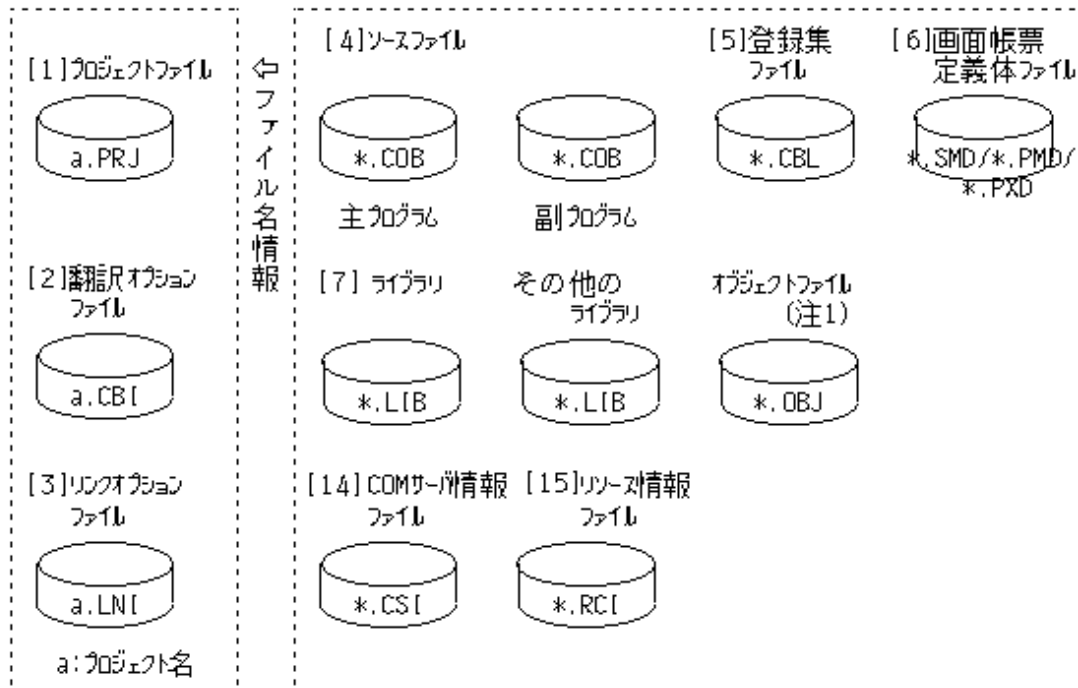 [1]プロジェクトファイル
a.PRJ
[2]翻訳オプション
ファイル
a.CBI
[3]リンクオプション
ファイル
a.LNI
a:プロジェクト名
⇦ファイル名情報
[4]ソースファイル
*.COB
主プログラム
*.COB
副プログラム
[5]登録集
ファイル
*.CBL
[6]画面帳票
定義体ファイル
*.SMD/*.PMD/
*.PXD
[7] ライブラリ
*.LIB
その他の
ライブラリ
*.LIB
オブジェクトファイル
(注1)
*.OBJ
[14]COMサーバ情報
ファイル
*.CSI
[15]リソース情報
ファイル
*.RCI